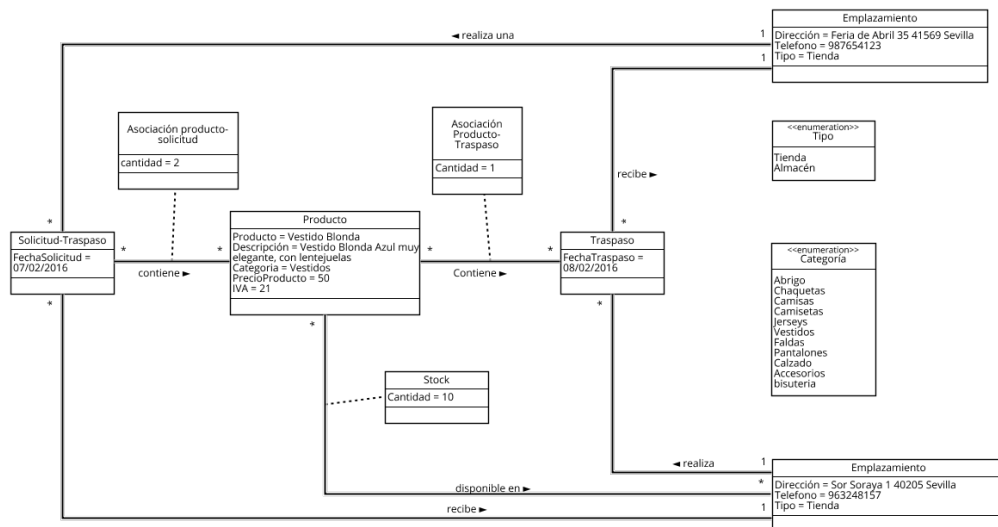 Emplazamiento
Dirección = Feria de Abril 35 41569 Sevilla
Telefono = 987654123
Tipo = Tienda
◄ realiza una
1
1
Asociación producto-
solicitud
cantidad = 2
Asociación
Producto-
Traspaso
Cantidad = 1
<<enumeration>>
Tipo
Tienda
Almacén
recibe ►
*
*
Solicitud-Traspaso
FechaSolicitud =
07/02/2016
*
*
contiene ►
Producto
Producto = Vestido Blonda
Descripción = Vestido Blonda Azul muy
elegante, con lentejuelas
Categoria = Vestidos
PrecioProducto = 50
IVA = 21
*
*
Contiene ►
Traspaso
FechaTraspaso =
08/02/2016
<<enumeration>>
Categoría
Abrigo
Chaquetas
Camisas
Camisetas
Jerseys
Vestidos
Faldas
Pantalones
Calzado
Accesorios
bisuteria
*
*
*
Stock
Cantidad = 10
◄ realiza
1
disponible en ►
*
recibe ►
1
Emplazamiento
Dirección = Sor Soraya 1 40205 Sevilla
Telefono = 963248157
Tipo = Tienda